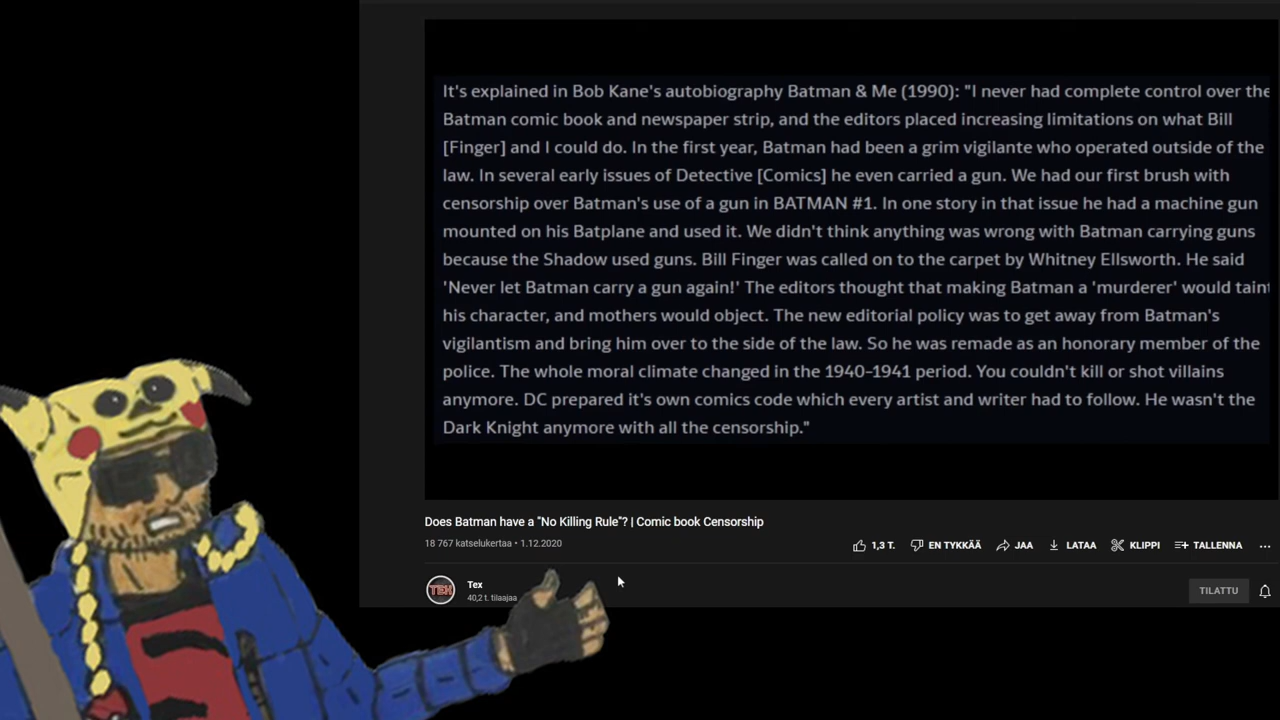 It's explained in Bob Kane's autobiography Batman & Me (1990): "I never had complete control over the
Batman comic book and newspaper strip, and the editors placed increasing limitations on what Bill
[Finger] and I could do. In the first year, Batman had been a grim vigilante who operated outside of the
law. In several early issues of Detective [Comics] he even carried a gun. We had our first brush with
censorship over Batman's use of a gun in BATMAN #1. In one story in that issue he had a machine gun
mounted on his Batplane and used it. We didn't think anything was wrong with Batman carrying guns
because the Shadow used guns. Bill Finger was called on to the carpet by Whitney Ellsworth. He said
'Never let Batman carry a gun again!' The editors thought that making Batman a 'murderer' would taint
his character, and mothers would object. The new editorial policy was to get away from Batman's
vigilantism and bring him over to the side of the law. So he was remade as an honorary member of the
police. The whole moral climate changed in the 1940-1941 period. You couldn't kill or shot villains
anymore. DC prepared it's own comics code which every artist and writer had to follow. He wasn't the
Dark Knight anymore with all the censorship."
Does Batman have a "No Killing Rule"? | Comic book Censorship
18 767 katselukertaa • 1.12.2020
1,3 T. EN TYKKÄÄ JAA LATAA KLIPPI TALLENNA
TEX
Tex
40,2 t. tilaajaa
TILATTU